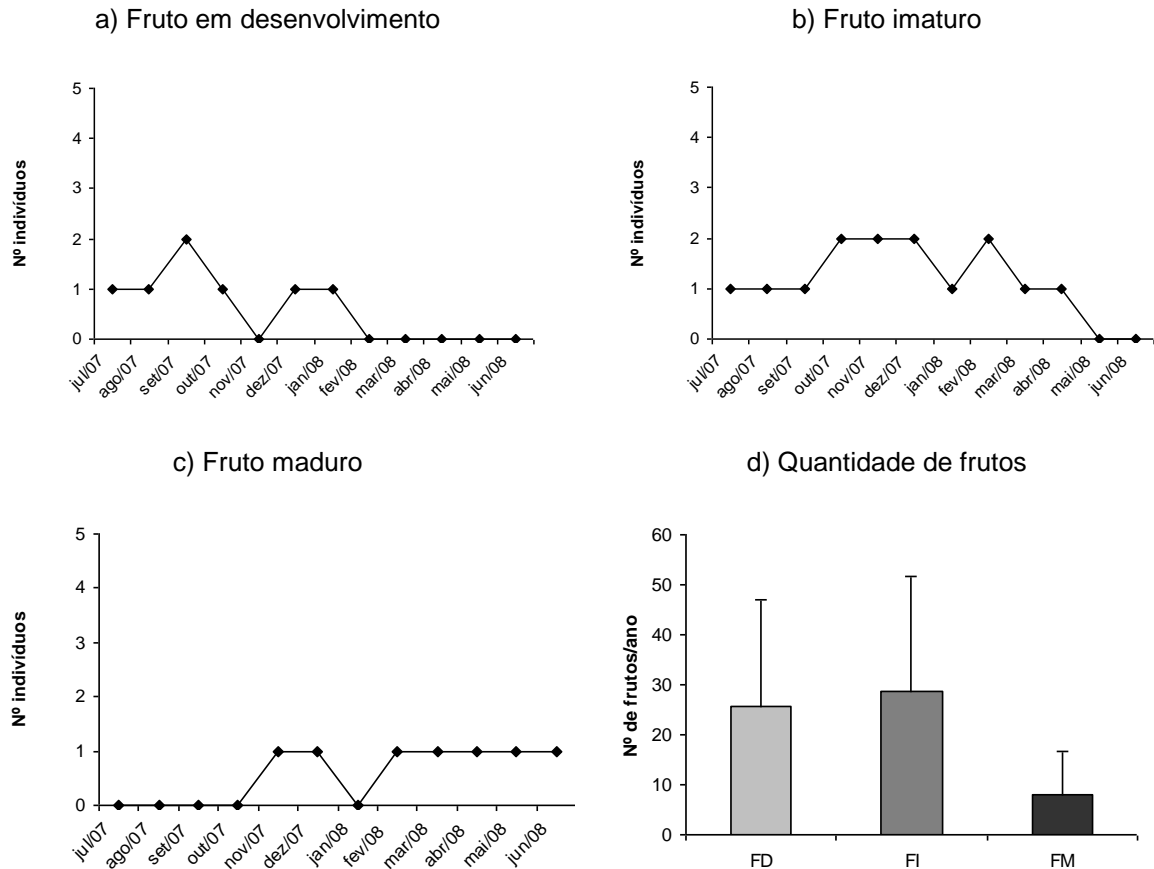 a) Fruto em desenvolvimento
5
4
3
2
1
0
Nº indivíduos
jul/07
ago/07
set/07
out/07
nov/07
dez/07
jan/08
fev/08
mar/08
abr/08
mai/08
jun/08
b) Fruto imaturo
5
4
3
2
1
0
Nº indivíduos
jul/07
ago/07
set/07
out/07
nov/07
dez/07
jan/08
fev/08
mar/08
abr/08
mai/08
jun/08
c) Fruto maduro
5
4
3
2
1
0
Nº indivíduos
jul/07
ago/07
set/07
out/07
nov/07
dez/07
jan/08
fev/08
mar/08
abr/08
mai/08
jun/08
d) Quantidade de frutos
60
50
40
30
20
10
0
Nº de frutos/ano
FD
FI
FM